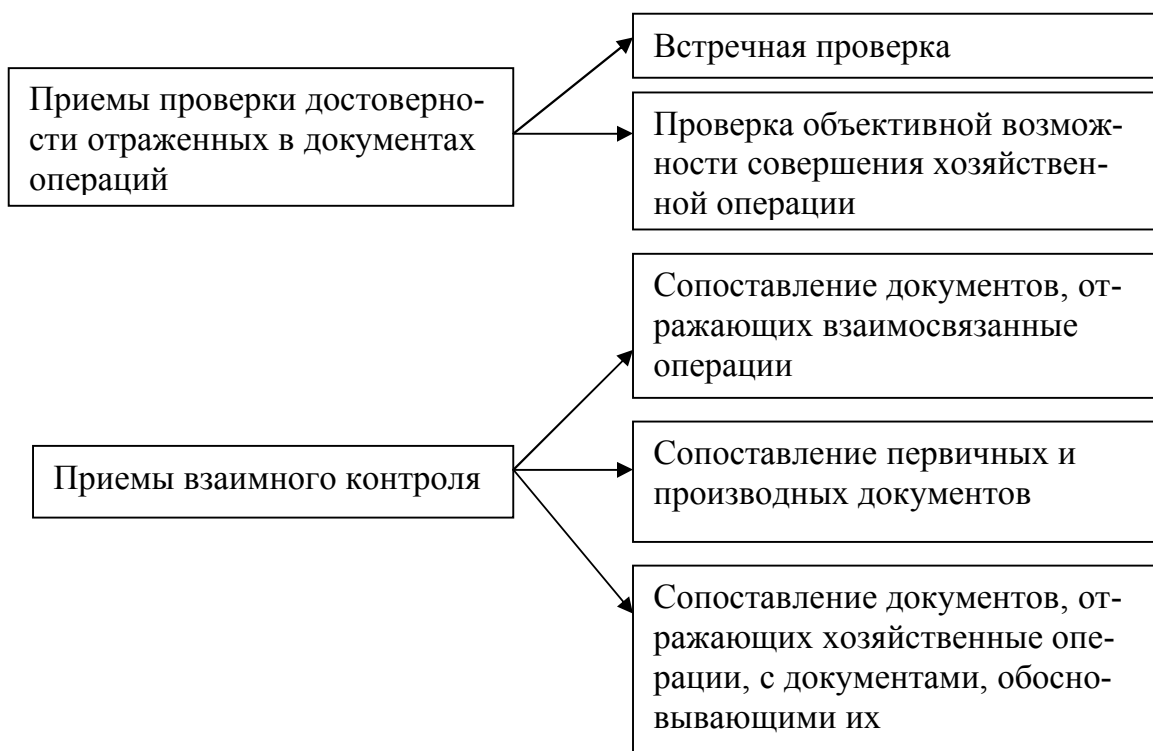 Приемы проверки достоверно-
сти отраженных в документах
операций
Встречная проверка
Проверка объективной возмож-
ности совершения хозяйствен-
ной операции
Приемы взаимного контроля
Сопоставление документов, от-
ражающих взаимосвязанные
операции
Сопоставление первичных и
производных документов
Сопоставление документов, от-
ражающих хозяйственные опе-
рации, с документами, обосно-
вывающими их